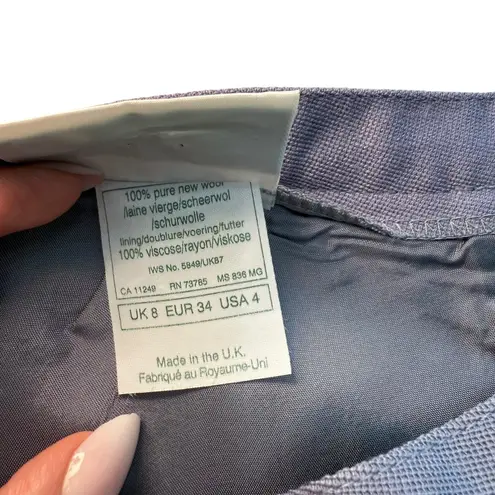 100% pure new wool
/laine vierge/scheerwol
/schurwolle
lining/doublure/voering/futter
100% viscose/rayon/viskose
IWS No. 5949/UK87
CA 11249 RN 73765 MS 836 MG
UK 8 EUR 34 USA 4
Made in the U.K.
Fabriqué au Royaume-Uni